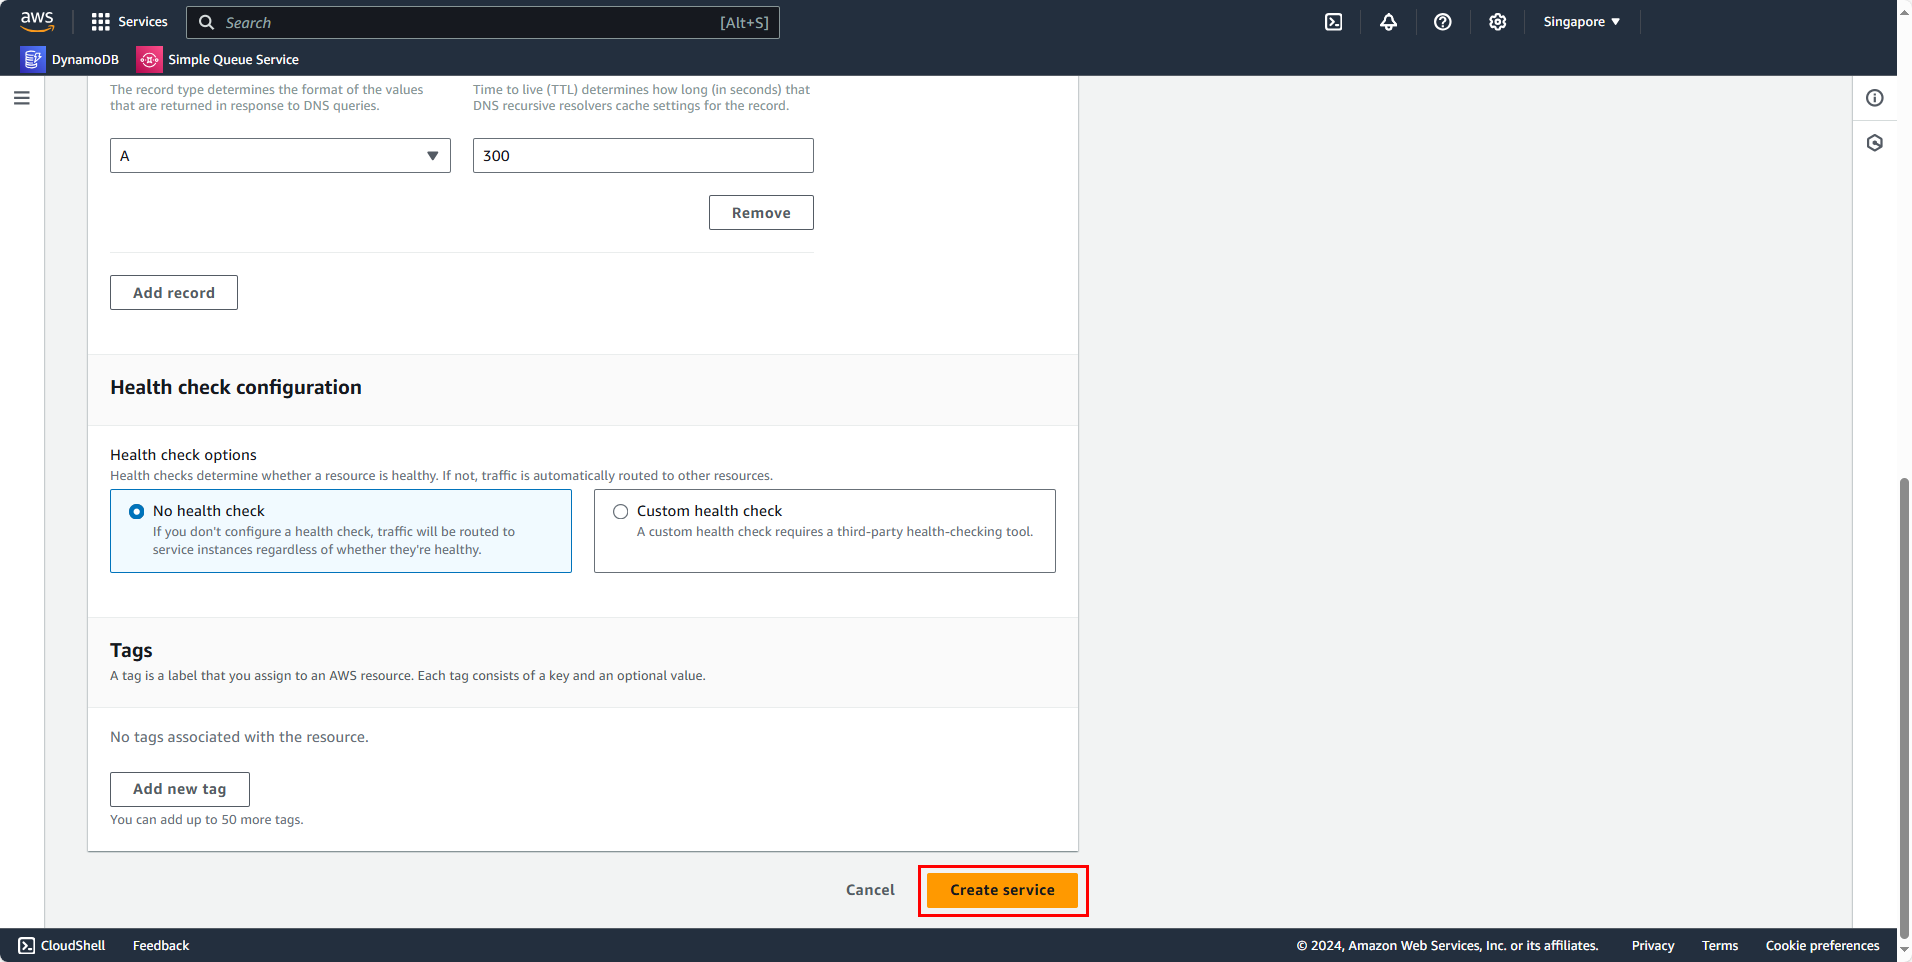 aws
Services
Search
[Alt+S]
Singapore
DynamoDB
Simple Queue Service
The record type determines the format of the values
that are returned in response to DNS queries.
Time to live (TTL) determines how long (in seconds) that
DNS recursive resolvers cache settings for the record.
A
300
Remove
Add record
Health check configuration
Health check options
Health checks determine whether a resource is healthy. If not, traffic is automatically routed to other resources.
No health check
If you don't configure a health check, traffic will be routed to
service instances regardless of whether they're healthy.
Custom health check
A custom health check requires a third-party health-checking tool.
Tags
A tag is a label that you assign to an AWS resource. Each tag consists of a key and an optional value.
No tags associated with the resource.
Add new tag
You can add up to 50 more tags.
Cancel
Create service
CloudShell
Feedback
© 2024, Amazon Web Services, Inc. or its affiliates.
Privacy
Terms
Cookie preferences